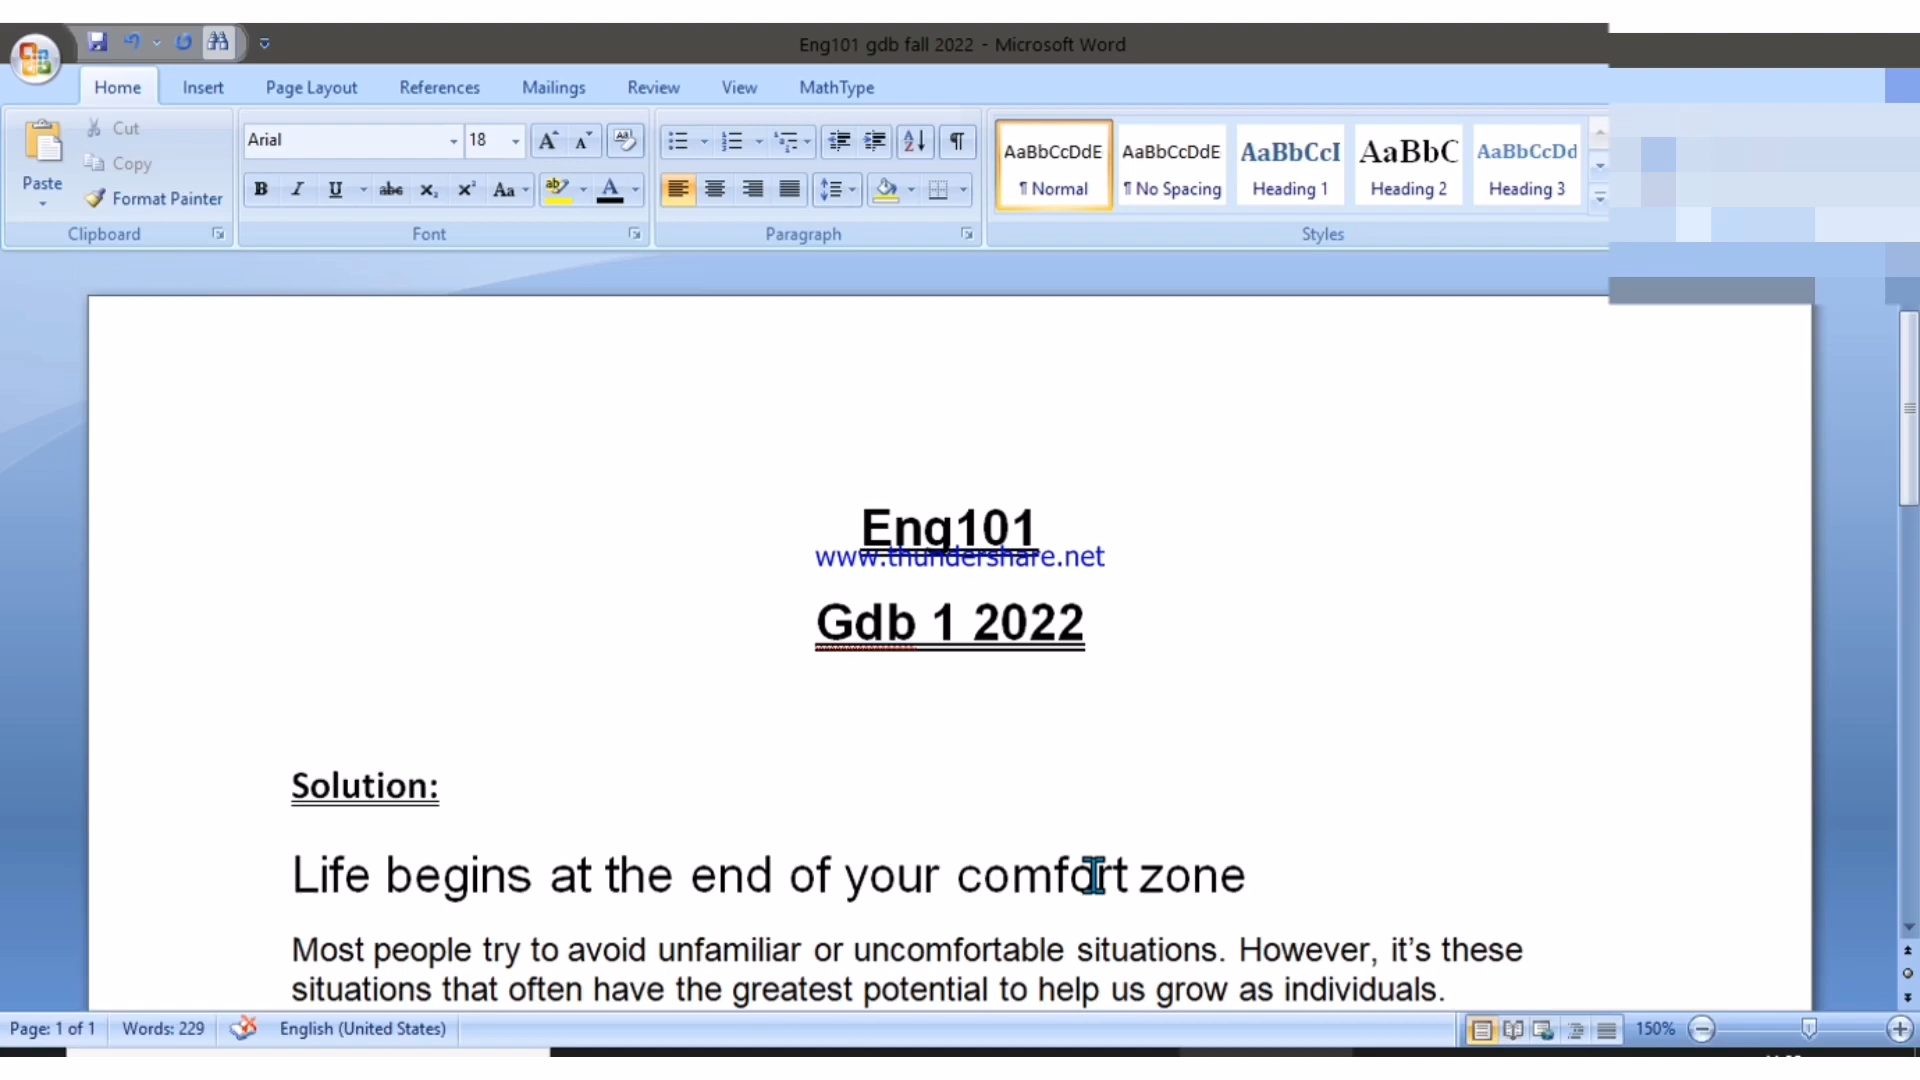 Eng101 gdb fall 2022 - Microsoft Word
Home Insert Page Layout References Mailings Review View MathType
Paste
Cut
Copy
Format Painter
Clipboard
Arial 18
Font
Paragraph
AaBbCcDdE AaBbCcDdE AaBbCcI AaBbC AaBbCcDd
¶ Normal ¶ No Spacing Heading 1 Heading 2 Heading 3
Styles
Eng101
www.thundershare.net
Gdb 1 2022
Solution:
Life begins at the end of your comfort zone
Most people try to avoid unfamiliar or uncomfortable situations. However, it’s these
situations that often have the greatest potential to help us grow as individuals.
Page: 1 of 1 Words: 229 English (United States) 150%